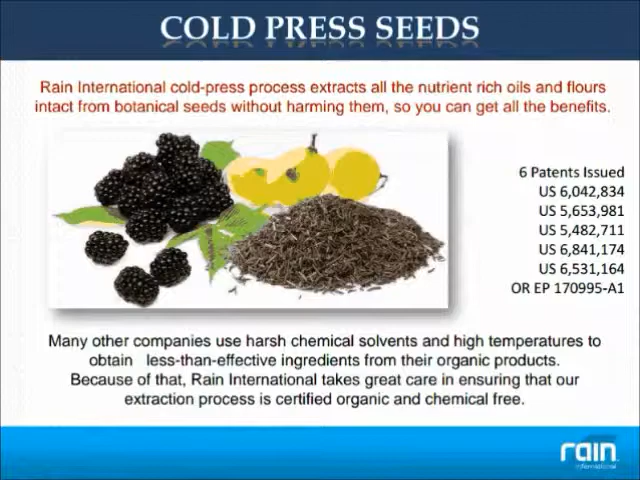 COLD PRESS SEEDS
Rain International cold-press process extracts all the nutrient rich oils and flours
intact from botanical seeds without harming them, so you can get all the benefits.
6 Patents Issued
US 6,042,834
US 5,653,981
US 5,482,711
US 6,841,174
US 6,531,164
OR EP 170995-A1
Many other companies use harsh chemical solvents and high temperatures to
obtain less-than-effective ingredients from their organic products.
Because of that, Rain International takes great care in ensuring that our
extraction process is certified organic and chemical free.
rain
international